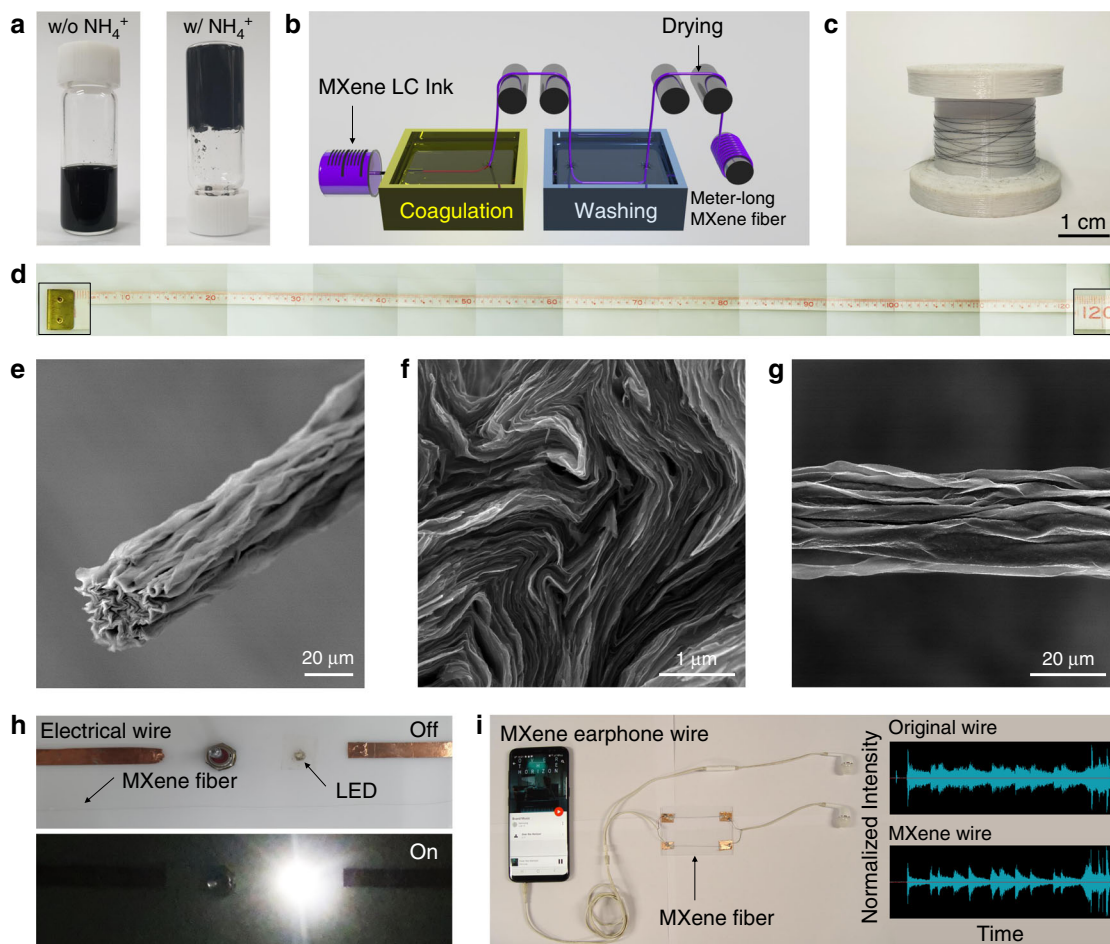 a
w/o NH₄⁺
w/ NH₄⁺
b
MXene LC Ink
Drying
Coagulation
Washing
Meter-long
MXene fiber
c
1 cm
d
10 20 30 40 50 60 70 80 90 100
120
e
20 μm
f
1 μm
g
20 μm
h
Electrical wire
Off
MXene fiber
LED
On
i
MXene earphone wire
HORIZON
MXene fiber
Original wire
MXene wire
Normalized Intensity
Time